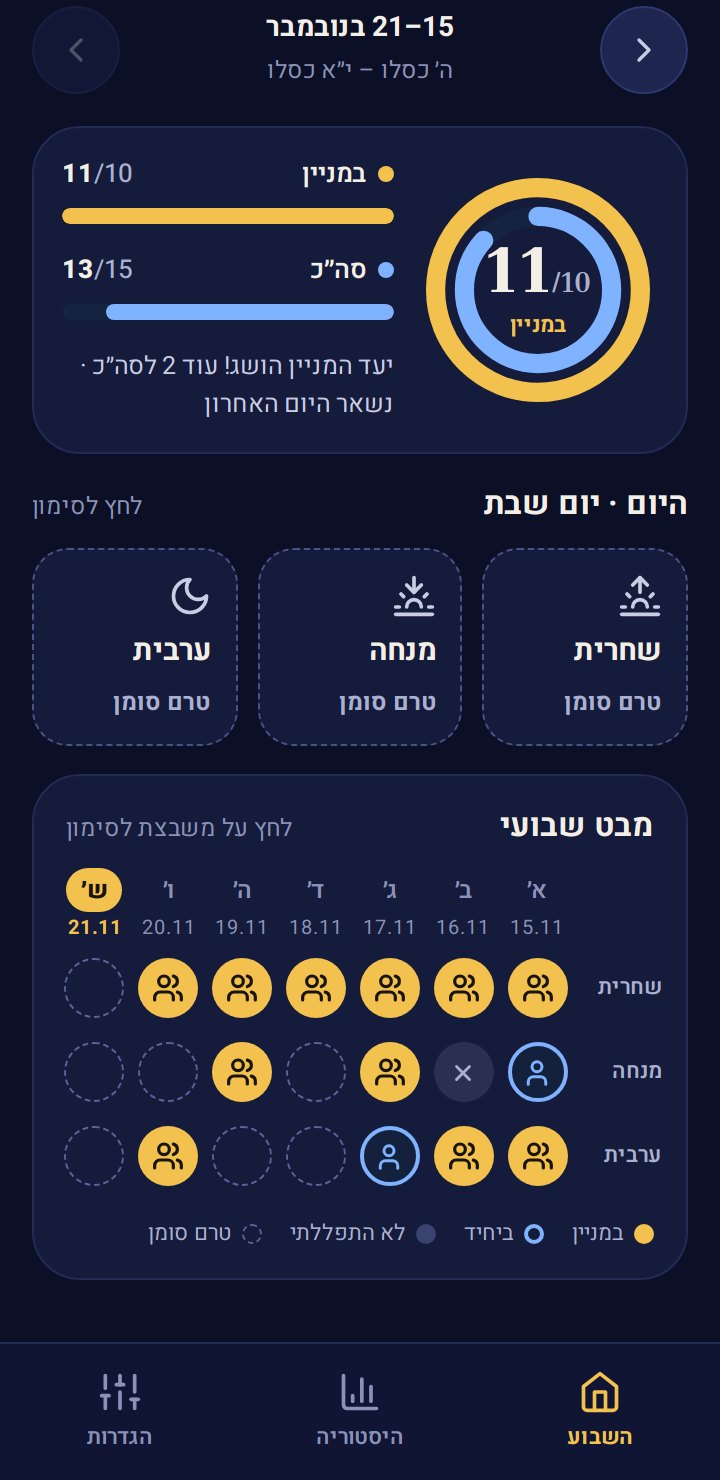 15–21 בנובמבר
ה׳ כסלו – י״א כסלו
11/10
במניין
במניין 11/10
סה״כ 13/15
יעד המניין הושג! עוד 2 לסה״כ ·
נשאר היום האחרון
היום · יום שבת
לחץ לסימון
שחרית
טרם סומן
מנחה
טרם סומן
ערבית
טרם סומן
מבט שבועי
לחץ על משבצת לסימון
א׳ ב׳ ג׳ ד׳ ה׳ ו׳ ש׳
15.11 16.11 17.11 18.11 19.11 20.11 21.11
שחרית
מנחה
ערבית
במניין ביחיד לא התפללתי טרם סומן
השבוע היסטוריה הגדרות